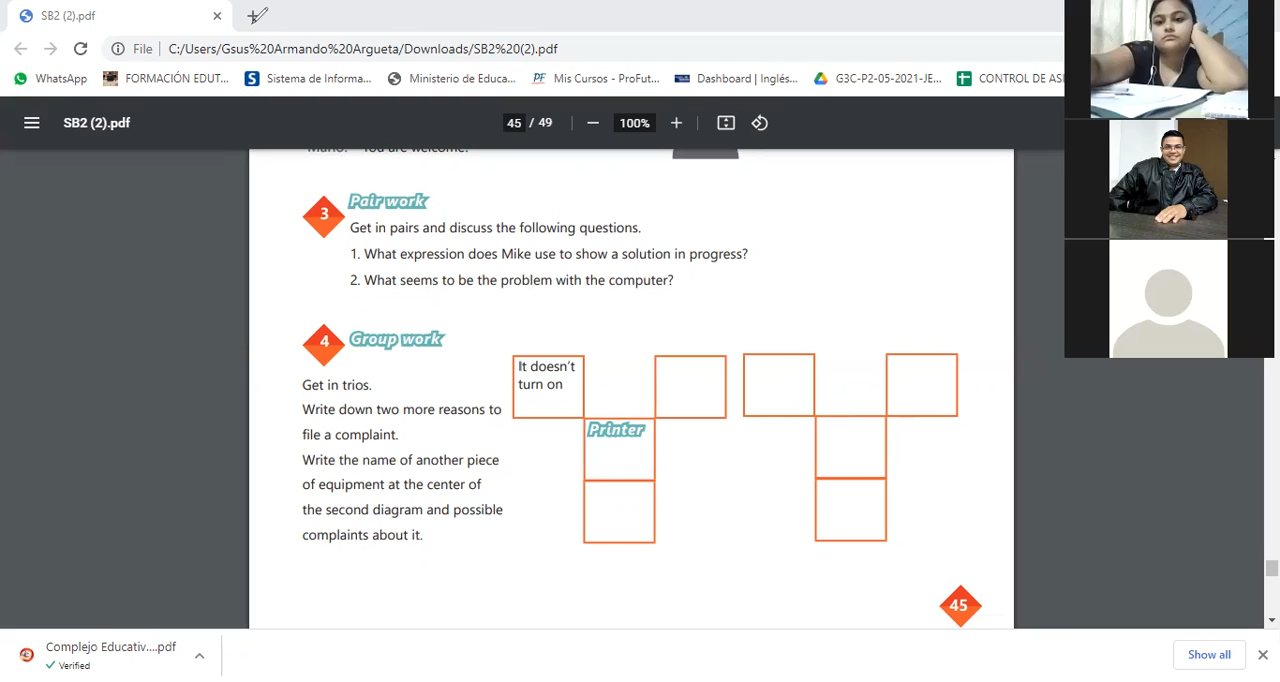 SB2 (2).pdf
File
C:/Users/Gsus%20Armando%20Argueta/Downloads/SB2%20(2).pdf
WhatsApp
FORMACIÓN EDUT...
Sistema de Informa...
Ministerio de Educa...
Mis Cursos - ProFut...
Dashboard | Inglés...
G3C-P2-05-2021-JE...
CONTROL DE ASI
SB2 (2).pdf
45 / 49
100%
You are welcome.
3
Pair work
Get in pairs and discuss the following questions.
1. What expression does Mike use to show a solution in progress?
2. What seems to be the problem with the computer?
4
Group work
Get in trios.
Write down two more reasons to
file a complaint.
Write the name of another piece
of equipment at the center of
the second diagram and possible
complaints about it.
It doesn't
turn on
Printer
45
Complejo Educativ....pdf
Verified
Show all